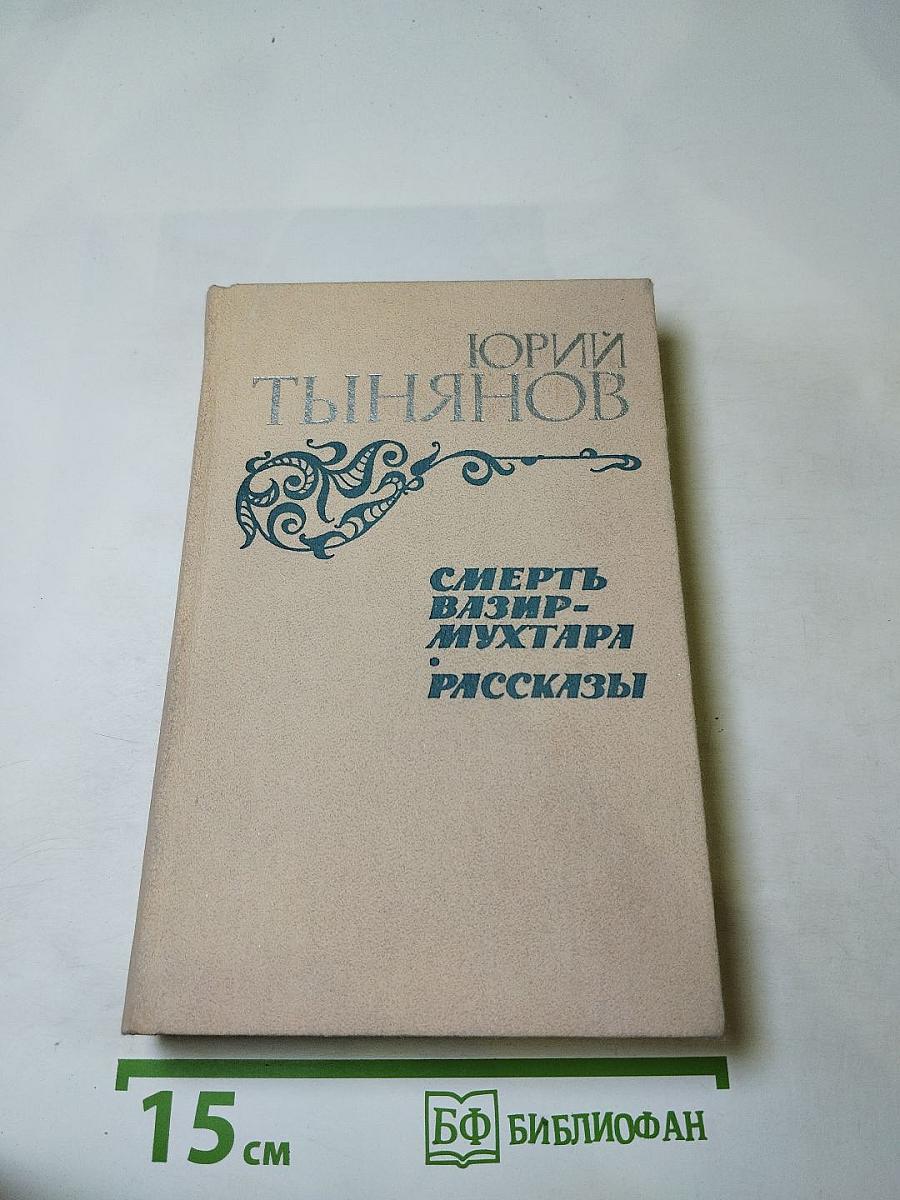 ЮРИЙ
ТЫНЯНОВ
СМЕРТЬ
ВАЗИР-
МУХТАРА
•
РАССКАЗЫ
15 см
БФ БИБЛИОФАН